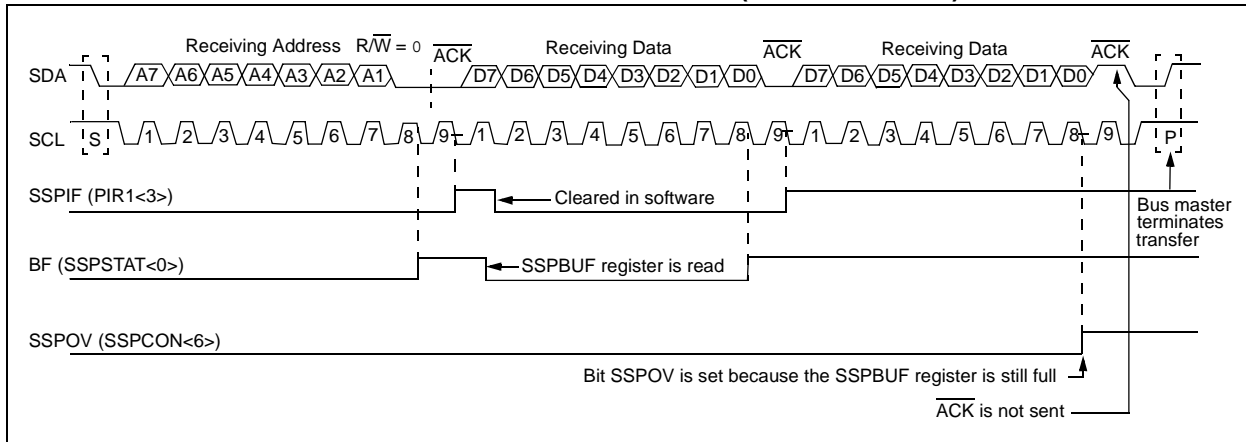 Receiving Address R/W = 0 ACK Receiving Data ACK Receiving Data ACK
SDA A7 A6 A5 A4 A3 A2 A1 D7 D6 D5 D4 D3 D2 D1 D0 D7 D6 D5 D4 D3 D2 D1 D0
SCL S 1 2 3 4 5 6 7 8 9 1 2 3 4 5 6 7 8 9 1 2 3 4 5 6 7 8 9 P
SSPIF (PIR1<3>)
Cleared in software
Bus master
terminates
transfer
BF (SSPSTAT<0>)
SSPBUF register is read
SSPOV (SSPCON<6>)
Bit SSPOV is set because the SSPBUF register is still full
ACK is not sent